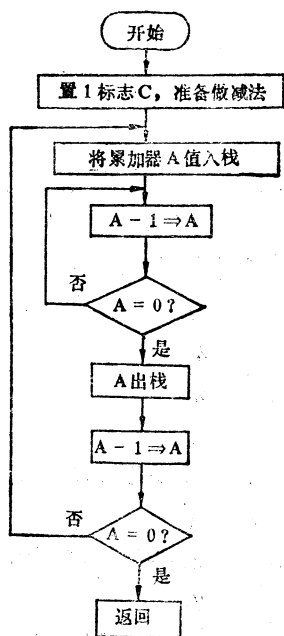 开始
置1标志C，准备做减法
将累加器A值入栈
A-1⇒A
否
A=0?
是
A出栈
A-1⇒A
否
A=0?
是
返回